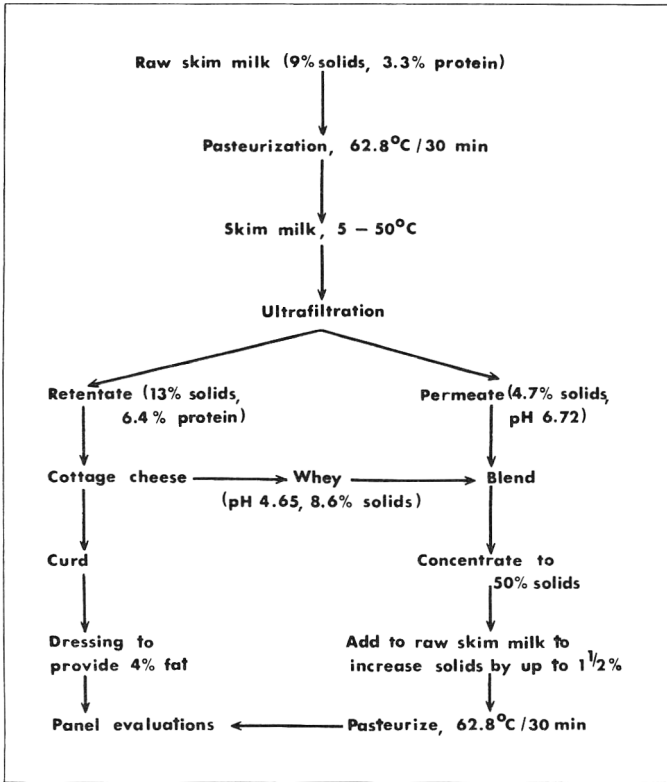 Raw skim milk (9% solids, 3.3% protein)
Pasteurization, 62.8°C/30 min
Skim milk, 5 – 50°C
Ultrafiltration
Retentate (13% solids,
6.4% protein)
Permeate (4.7% solids,
pH 6.72)
Cottage cheese
Whey
(pH 4.65, 8.6% solids)
Blend
Curd
Concentrate to
50% solids
Dressing to
provide 4% fat
Add to raw skim milk to
increase solids by up to 1 1/2%
Panel evaluations
Pasteurize, 62.8°C/30 min